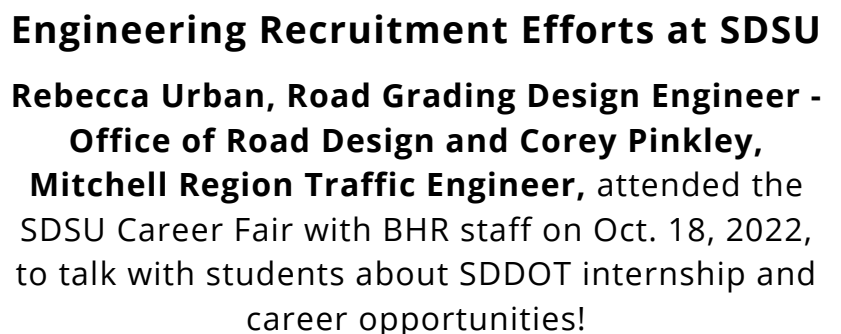 Engineering Recruitment Efforts at SDSU
Rebecca Urban, Road Grading Design Engineer -
Office of Road Design and Corey Pinkley,
Mitchell Region Traffic Engineer, attended the
SDSU Career Fair with BHR staff on Oct. 18, 2022,
to talk with students about SDDOT internship and
career opportunities!